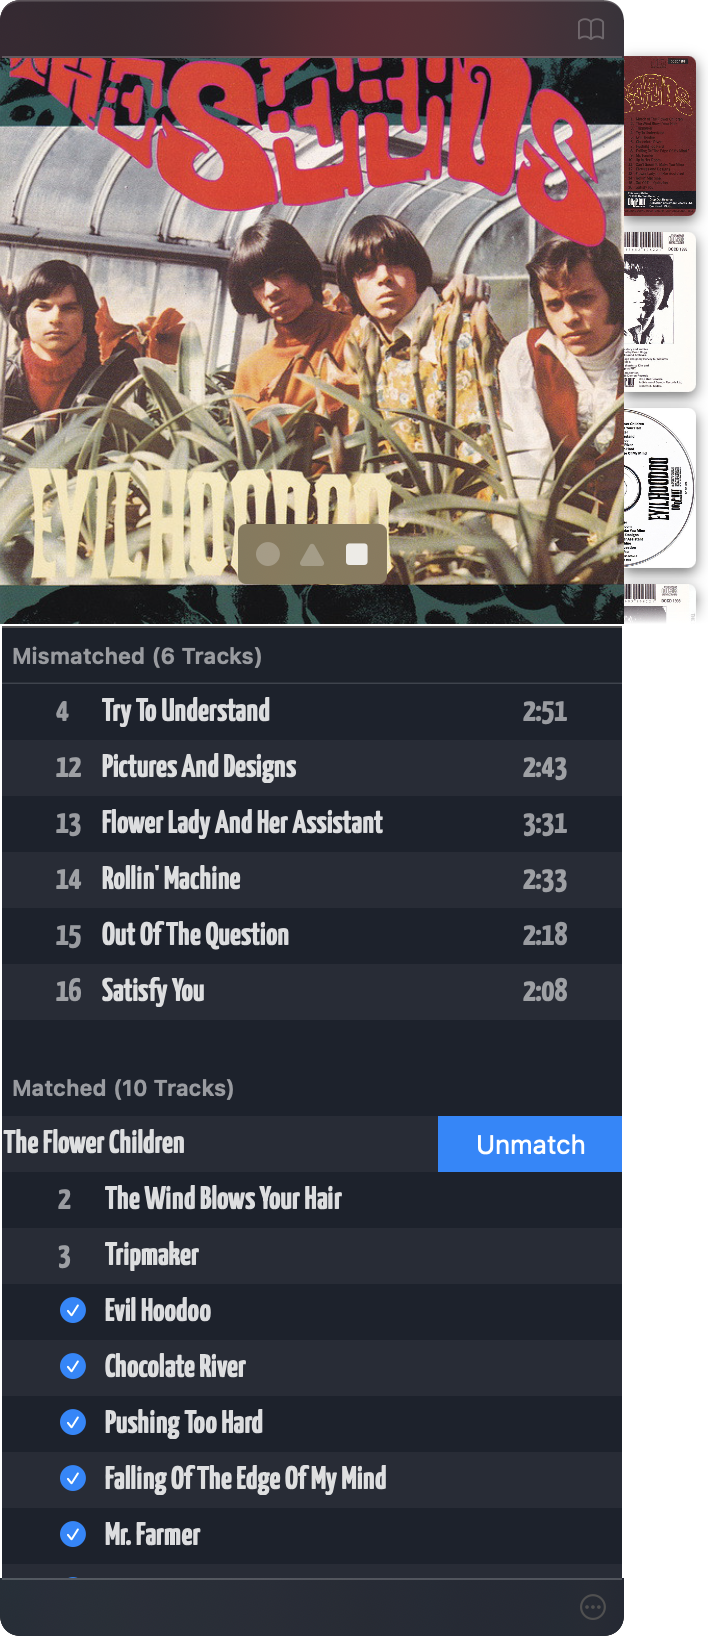 THE SEEDS
EVIL HOODOO
Mismatched (6 Tracks)
4 Try To Understand 2:51
12 Pictures And Designs 2:43
13 Flower Lady And Her Assistant 3:31
14 Rollin' Machine 2:33
15 Out Of The Question 2:18
16 Satisfy You 2:08
Matched (10 Tracks)
The Flower Children Unmatch
2 The Wind Blows Your Hair
3 Tripmaker
Evil Hoodoo
Chocolate River
Pushing Too Hard
Falling Of The Edge Of My Mind
Mr. Farmer
EVIL HOODOO